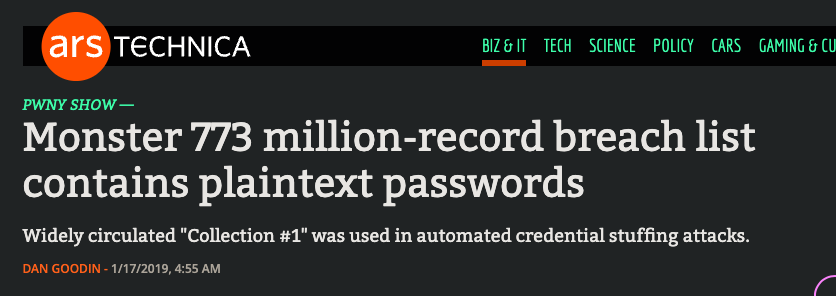 ars TECHNICA
BIZ & IT TECH SCIENCE POLICY CARS GAMING & CU
PWNY SHOW —
Monster 773 million-record breach list
contains plaintext passwords
Widely circulated "Collection #1" was used in automated credential stuffing attacks.
DAN GOODIN - 1/17/2019, 4:55 AM